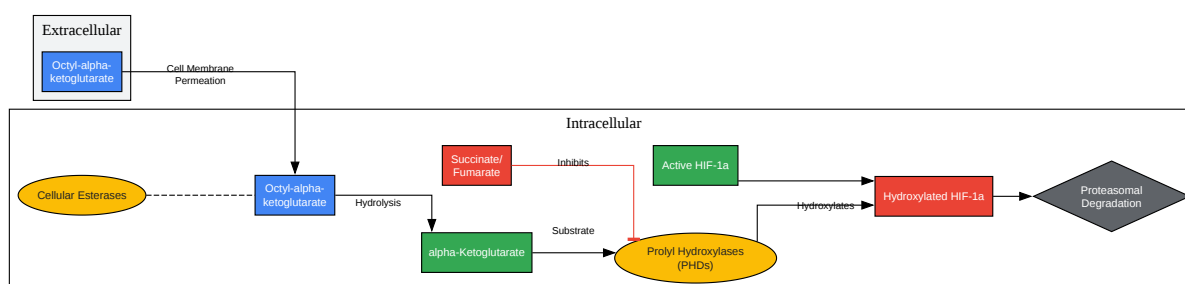 Extracellular
Octyl-alpha-
ketoglutarate
Cell Membrane
Permeation
Intracellular
Cellular Esterases
Octyl-alpha-
ketoglutarate
Hydrolysis
Succinate/
Fumarate
Inhibits
Active HIF-1a
alpha-Ketoglutarate
Substrate
Prolyl Hydroxylases
(PHDs)
Hydroxylates
Hydroxylated HIF-1a
Proteasomal
Degradation